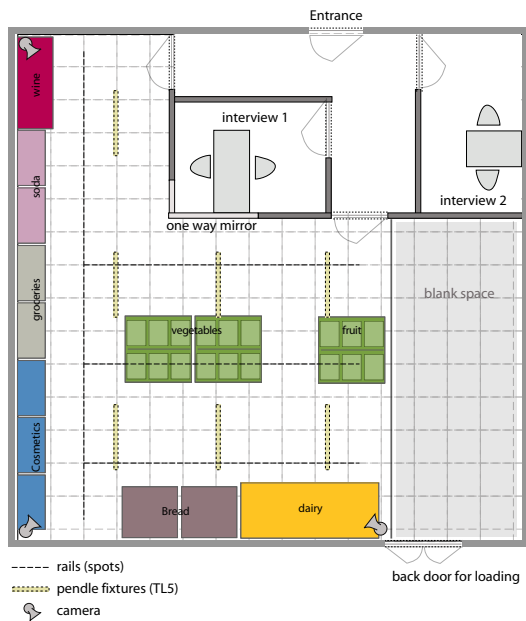 Entrance
wine
interview 1
interview 2
soda
one way mirror
groceries
blank space
vegetables
fruit
Cosmetics
Bread
dairy
rails (spots)
pendle fixtures (TL5)
camera
back door for loading